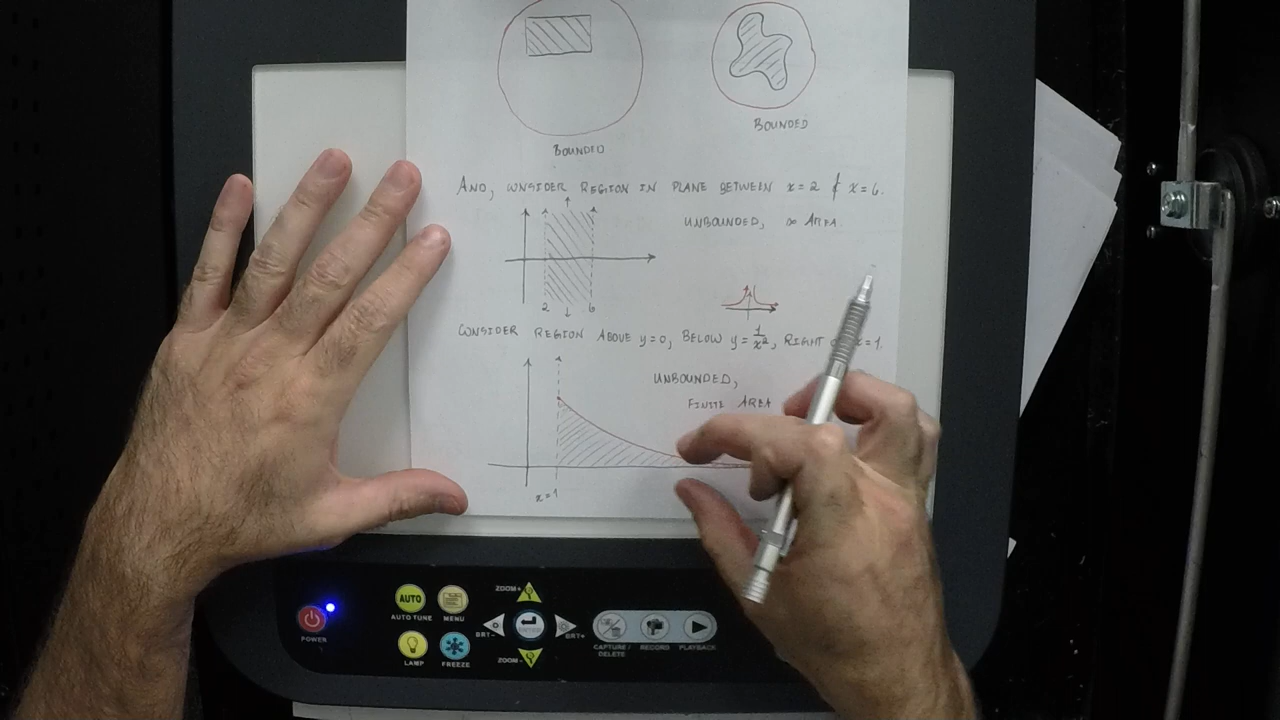 BOUNDED
BOUNDED
AND, CONSIDER REGION IN PLANE BETWEEN x = 2 & x = 6.
UNBOUNDED, ∞ AREA
2 6
CONSIDER REGION ABOVE y=0, BELOW y = 1/x², RIGHT x=1.
UNBOUNDED,
FINITE AREA
x=1
POWER
AUTO
AUTO TUNE
MENU
LAMP
FREEZE
ZOOM+
BRT-
BRT+
ZOOM-
CAPTURE/
DELETE
RECORD
PLAYBACK